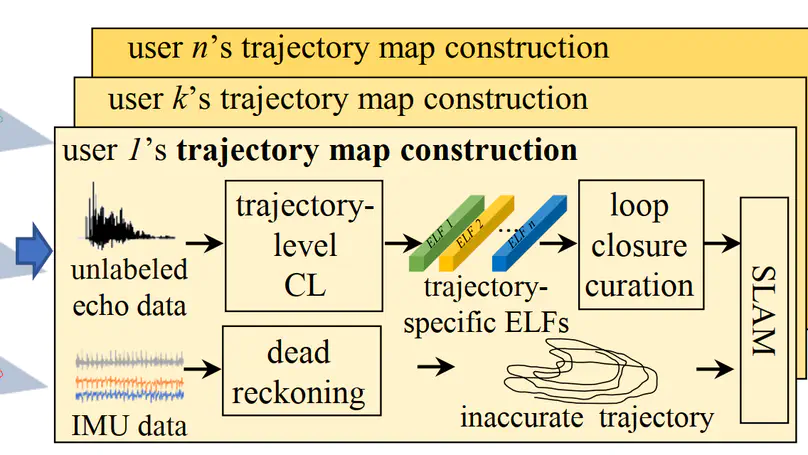 user n's trajectory map construction
user k's trajectory map construction
user 1's trajectory map construction
unlabeled
echo data
trajectory-
level
CL
ELF 1
ELF 2
...
ELF n
trajectory-
specific ELFs
loop
closure
curation
SLAM
IMU data
dead
reckoning
inaccurate trajectory